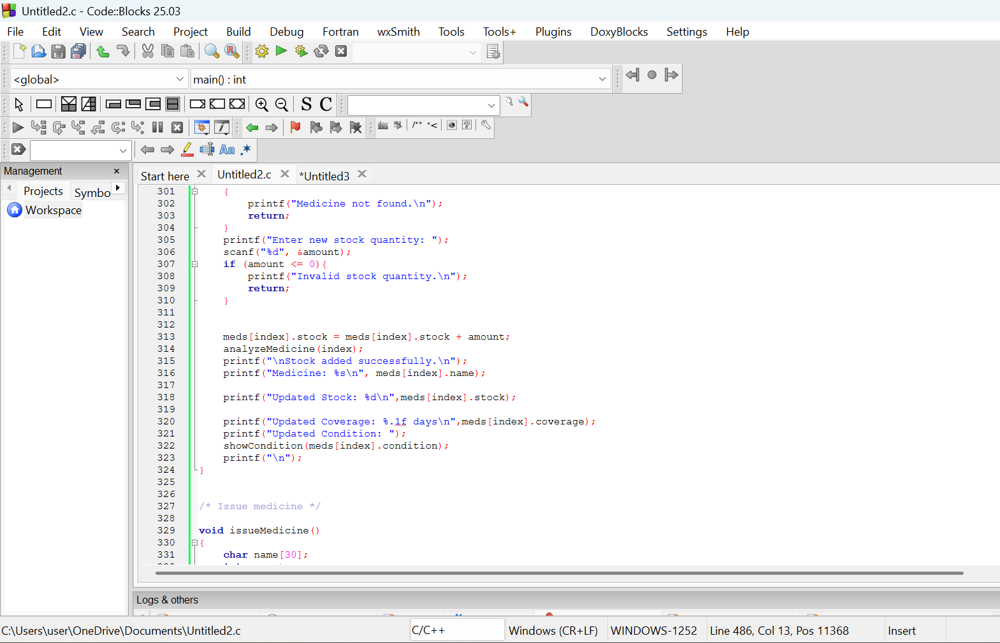 Untitled2.c - Code::Blocks 25.03
File Edit View Search Project Build Debug Fortran wxSmith Tools Tools+ Plugins DoxyBlocks Settings Help
<global> main() : int
S C
/** *<
Aa .*
Management
Start here Untitled2.c *Untitled3
Projects Symbo
Workspace
301 {
302 printf("Medicine not found.\n");
303 return;
304 }
305 printf("Enter new stock quantity: ");
306 scanf("%d", &amount);
307 if (amount <= 0){
308 printf("Invalid stock quantity.\n");
309 return;
310 }
311
312
313 meds[index].stock = meds[index].stock + amount;
314 analyzeMedicine(index);
315 printf("\nStock added successfully.\n");
316 printf("Medicine: %s\n", meds[index].name);
317
318 printf("Updated Stock: %d\n",meds[index].stock);
319
320 printf("Updated Coverage: %.1f days\n",meds[index].coverage);
321 printf("Updated Condition: ");
322 showCondition(meds[index].condition);
323 printf("\n");
324 }
325
326
327 /* Issue medicine */
328
329 void issueMedicine()
330 {
331 char name[30];
Logs & others
C:\Users\user\OneDrive\Documents\Untitled2.c C/C++ Windows (CR+LF) WINDOWS-1252 Line 486, Col 13, Pos 11368 Insert